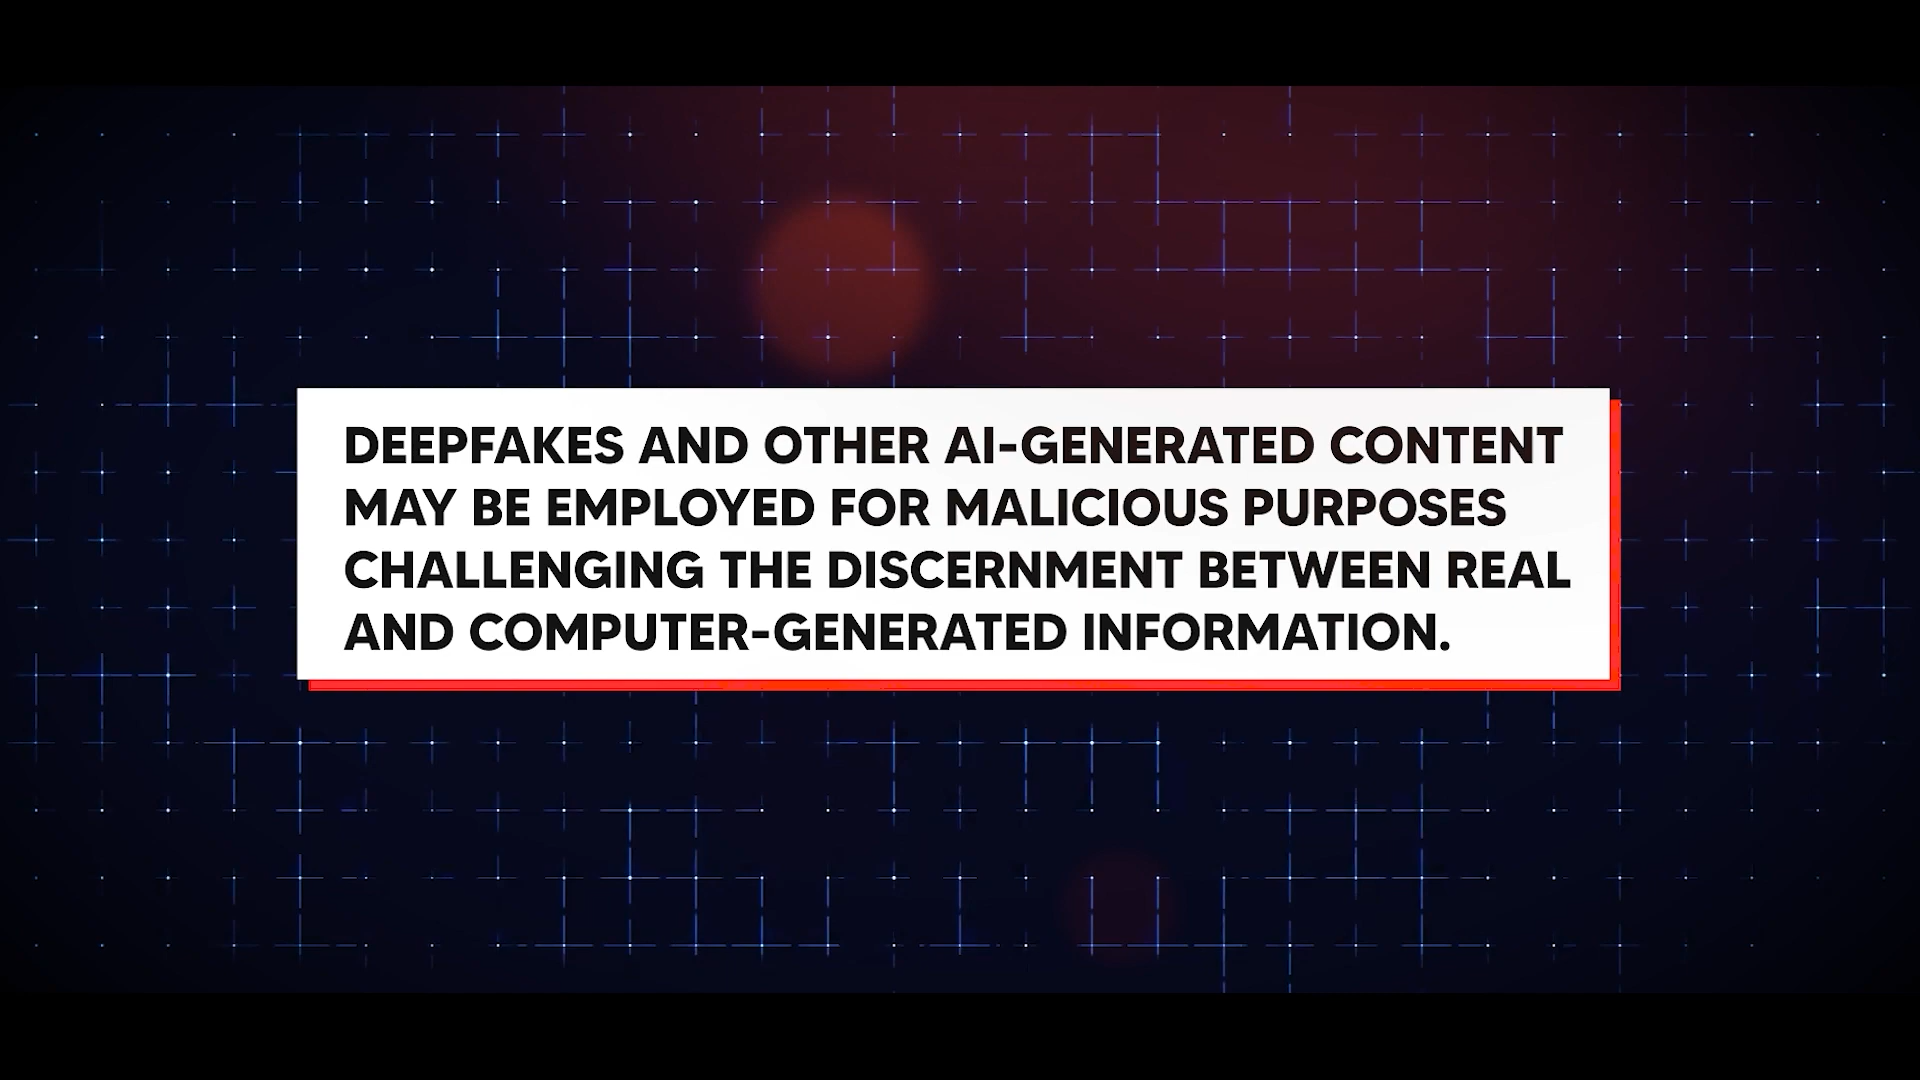 DEEPFAKES AND OTHER AI-GENERATED CONTENT
MAY BE EMPLOYED FOR MALICIOUS PURPOSES
CHALLENGING THE DISCERNMENT BETWEEN REAL
AND COMPUTER-GENERATED INFORMATION.